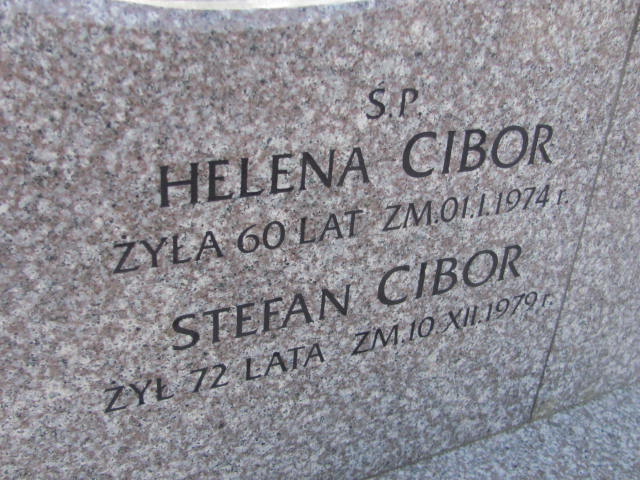 Ś.P.
HELENA CIBOR
ŻYŁA 60 LAT ZM.01.I.1974 r.
STEFAN CIBOR
ŻYŁ 72 LATA ZM.10.XII.1979 r.